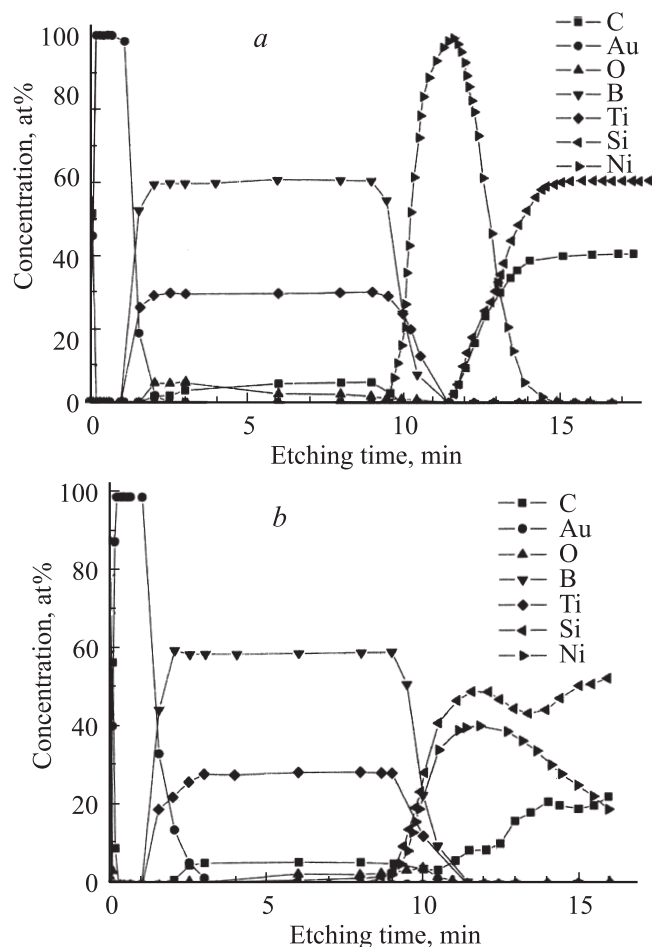 a
100
80
60
40
20
0
Concentration, at%
C
Au
O
B
Ti
Si
Ni
0
5
10
15
Etching time, min
b
100
80
60
40
20
0
Concentration, at%
C
Au
O
B
Ti
Si
Ni
0
5
10
15
Etching time, min